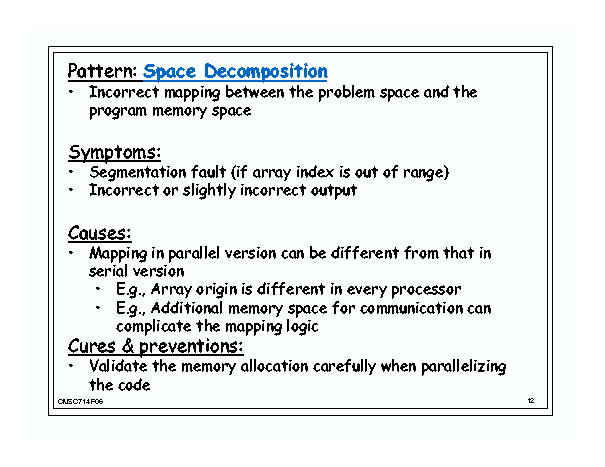 Pattern: Space Decomposition
• Incorrect mapping between the problem space and the
program memory space
Symptoms:
• Segmentation fault (if array index is out of range)
• Incorrect or slightly incorrect output
Causes:
• Mapping in parallel version can be different from that in
serial version
• E.g., Array origin is different in every processor
• E.g., Additional memory space for communication can
complicate the mapping logic
Cures & preventions:
• Validate the memory allocation carefully when parallelizing
the code
CMSC714F06
12